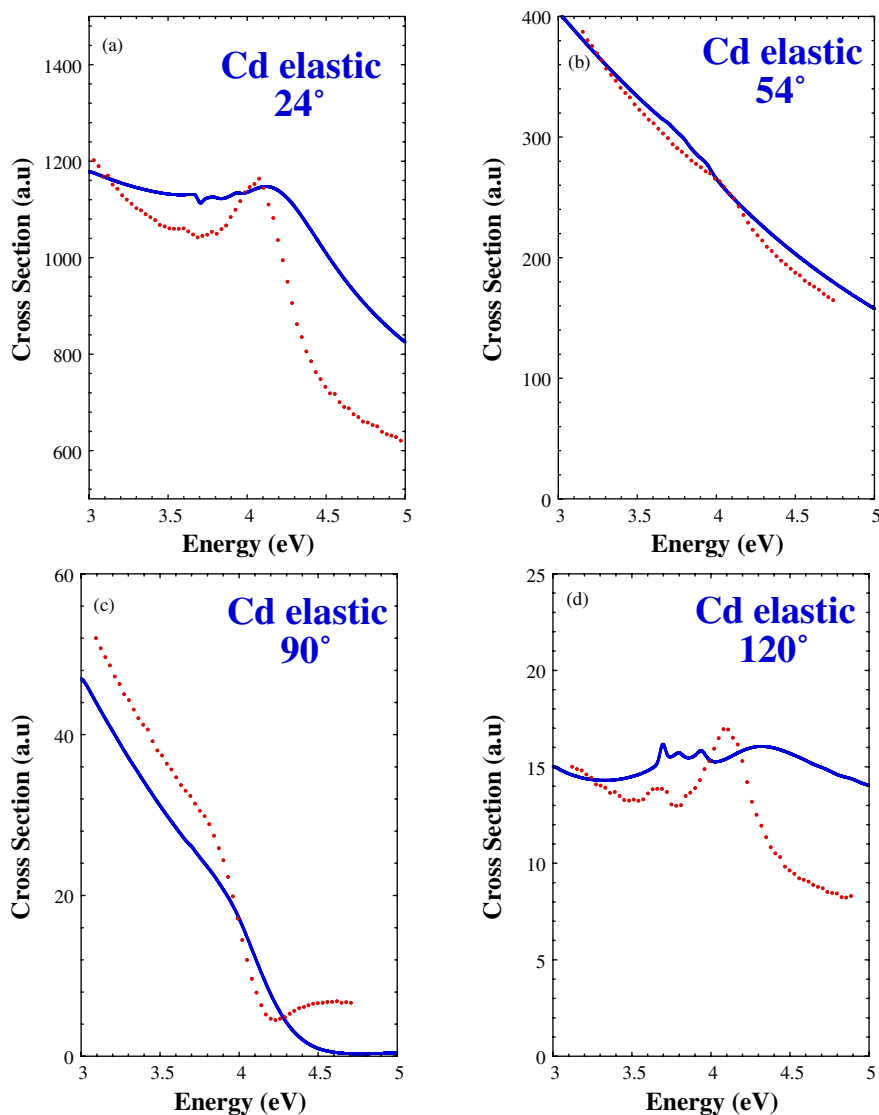 (a)
Cd elastic
24°
Cross Section (a.u)
1400
1200
1000
800
600
3
3.5
4
4.5
5
Energy (eV)
(b)
Cd elastic
54°
Cross Section (a.u)
400
300
200
100
0
3
3.5
4
4.5
5
Energy (eV)
(c)
Cd elastic
90°
Cross Section (a.u)
60
40
20
0
3
3.5
4
4.5
5
Energy (eV)
(d)
Cd elastic
120°
Cross Section (a.u)
25
20
15
10
5
0
3
3.5
4
4.5
5
Energy (eV)